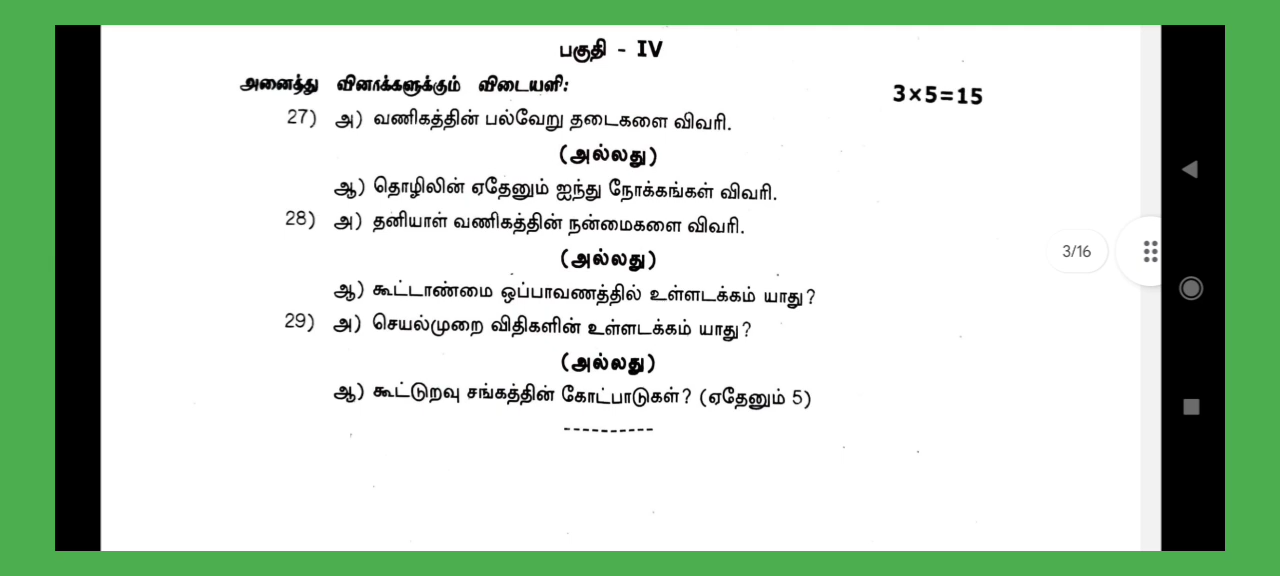 பகுதி - IV
அனைத்து வினாக்களுக்கும் விடையளி:
3×5=15
27) அ) வணிகத்தின் பல்வேறு தடைகளை விவரி.
(அல்லது)
ஆ) தொழிலின் ஏதேனும் ஐந்து நோக்கங்கள் விவரி.
28) அ) தனியாள் வணிகத்தின் நன்மைகளை விவரி.
(அல்லது)
3/16
ஆ) கூட்டாண்மை ஒப்பாவணத்தில் உள்ளடக்கம் யாது?
29) அ) செயல்முறை விதிகளின் உள்ளடக்கம் யாது?
(அல்லது)
ஆ) கூட்டுறவு சங்கத்தின் கோட்பாடுகள்? (ஏதேனும் 5)
----------